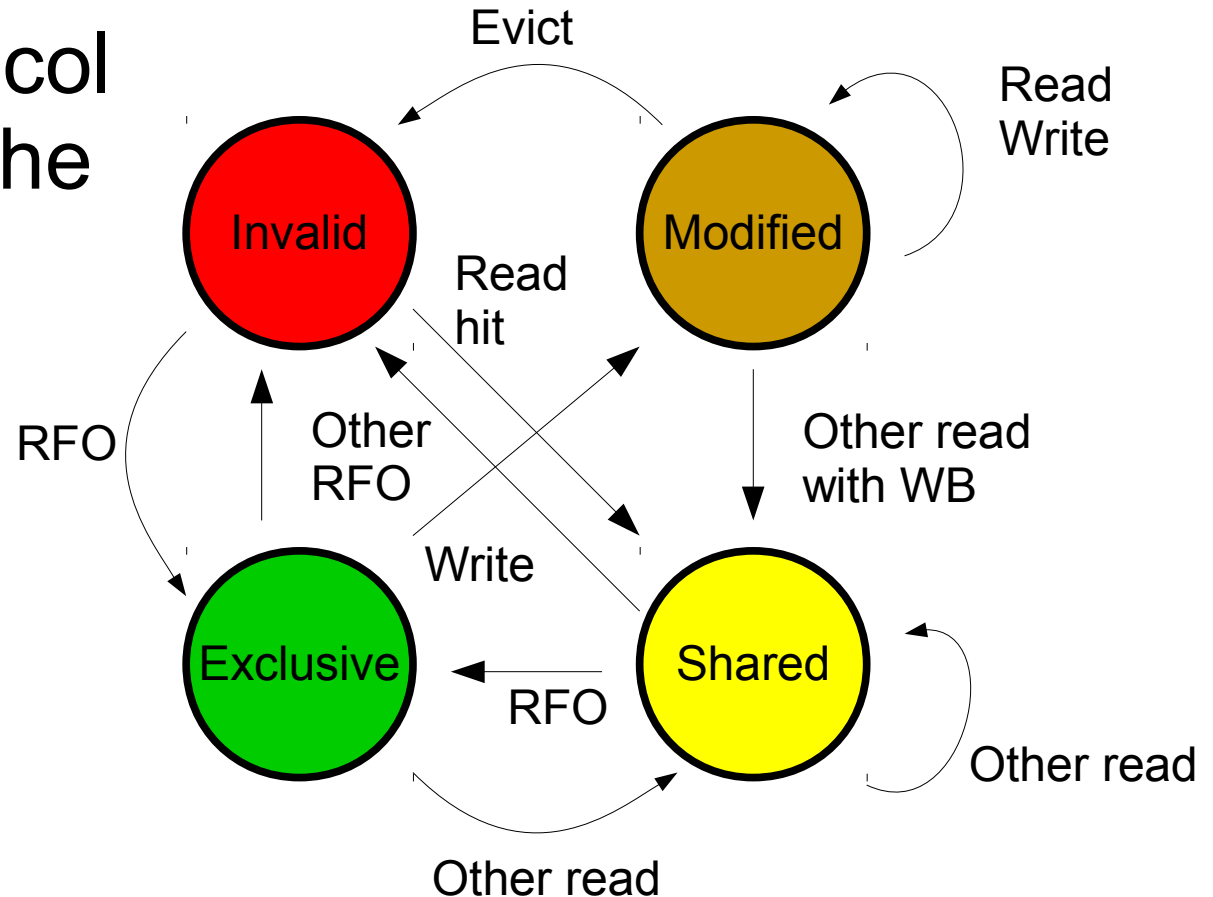 col
he
Evict
Read
Write
Invalid
Modified
Read
hit
RFO
Other
RFO
Other read
with WB
Write
Exclusive
Shared
RFO
Other read
Other read